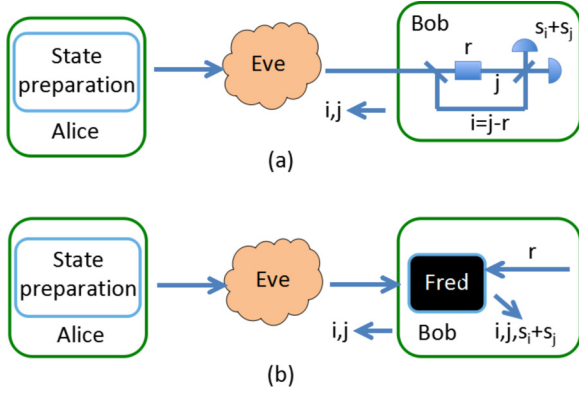 State
preparation
Alice
Eve
Bob
r
j
i=j-r
s_i+s_j
i,j
(a)
State
preparation
Alice
Eve
Fred
Bob
r
i,j,s_i+s_j
i,j
(b)